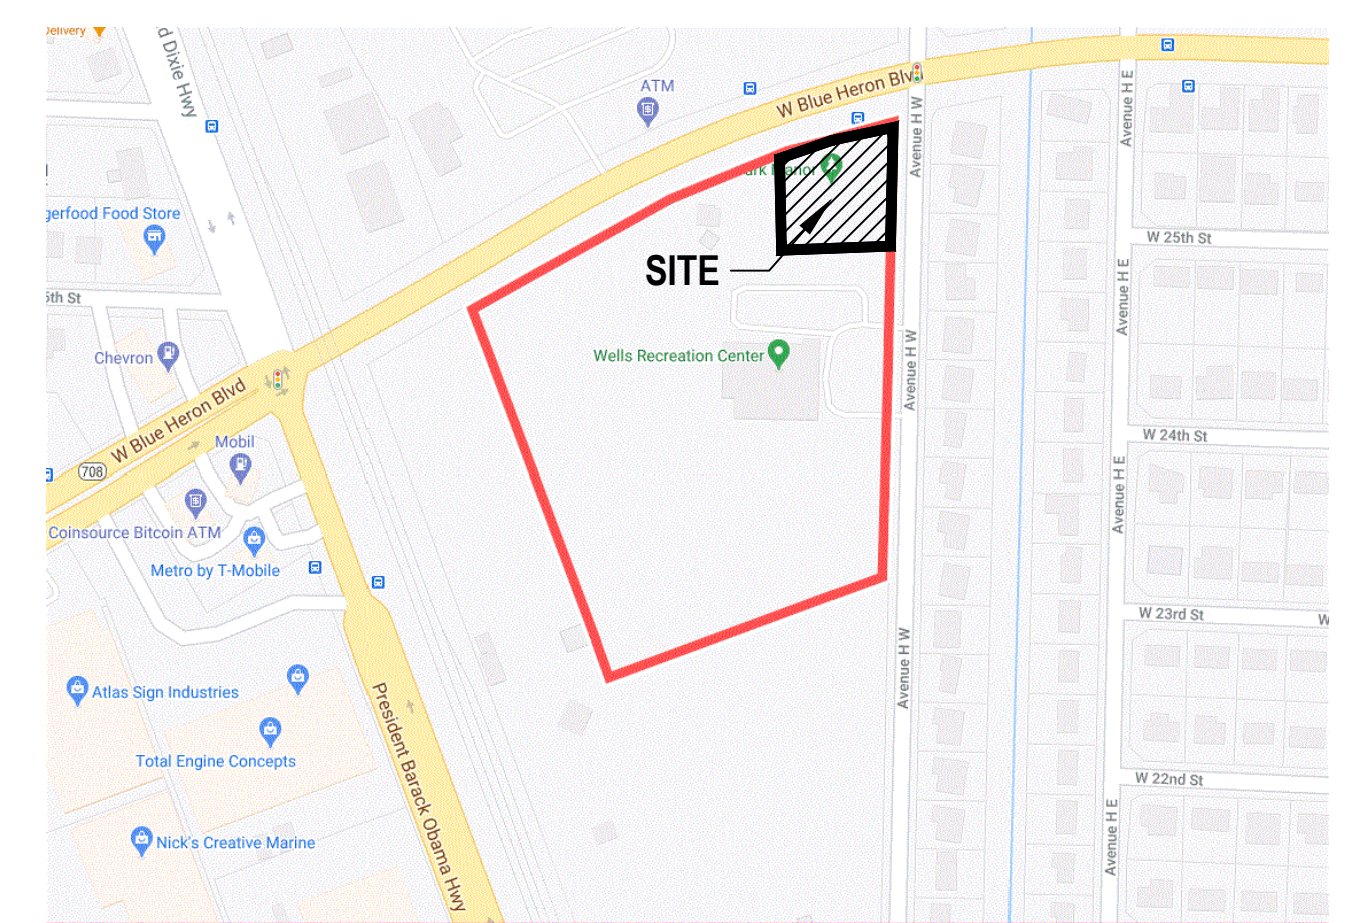 Delivery
d Dixie Hwy
ATM
W Blue Heron Blvd
Avenue H W
Avenue H E
ark Manor
gerfood Food Store
W 25th St
SITE
Avenue H E
5th St
Chevron
Wells Recreation Center
Avenue H W
W Blue Heron Blvd
708
Mobil
W 24th St
Avenue H E
Coinsource Bitcoin ATM
Metro by T-Mobile
W 23rd St
W
Avenue H W
Atlas Sign Industries
President Barack Obama Hwy
Total Engine Concepts
W 22nd St
Avenue H E
Nick's Creative Marine